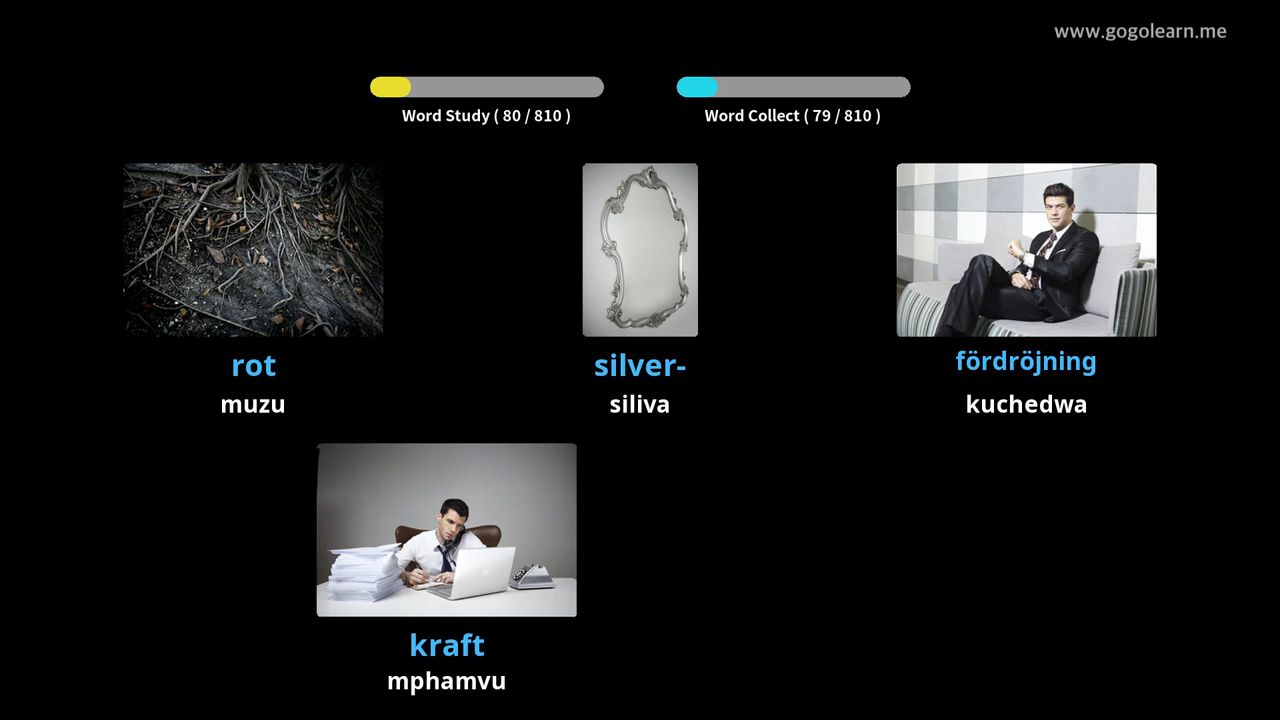 www.gogolearn.me
Word Study ( 80 / 810 )
Word Collect ( 79 / 810 )
rot
muzu
silver-
siliva
fördröjning
kuchedwa
kraft
mphamvu